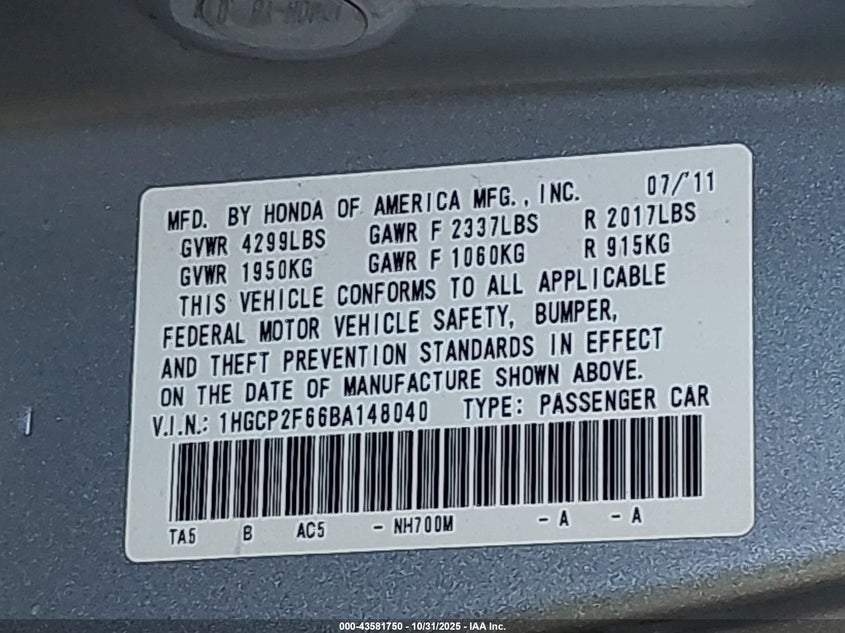 MFD. BY HONDA OF AMERICA MFG., INC. 07/'11
GVWR 4299LBS GAWR F 2337LBS R 2017LBS
GVWR 1950KG GAWR F 1060KG R 915KG
THIS VEHICLE CONFORMS TO ALL APPLICABLE
FEDERAL MOTOR VEHICLE SAFETY, BUMPER,
AND THEFT PREVENTION STANDARDS IN EFFECT
ON THE DATE OF MANUFACTURE SHOWN ABOVE.
V.I.N.: 1HGCP2F66BA148040 TYPE: PASSENGER CAR
TA5 B AC5 - NH700M - A - A
000-43581750 - 10/31/2025 - IAA Inc.